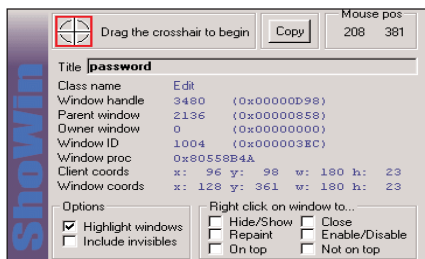 Drag the crosshair to begin
Copy
Mouse pos
208 381
Title password
Class name Edit
Window handle 3480 (0x00000D98)
Parent window 2136 (0x00000858)
Owner window 0 (0x00000000)
Window ID 1004 (0x000003EC)
Window proc 0x80558B4A
Client coords x: 96 y: 98 w: 180 h: 23
Window coords x: 128 y: 361 w: 180 h: 23
Options
Highlight windows
Include invisibles
Right click on window to...
Hide/Show Close
Repaint Enable/Disable
On top Not on top
ShoWin